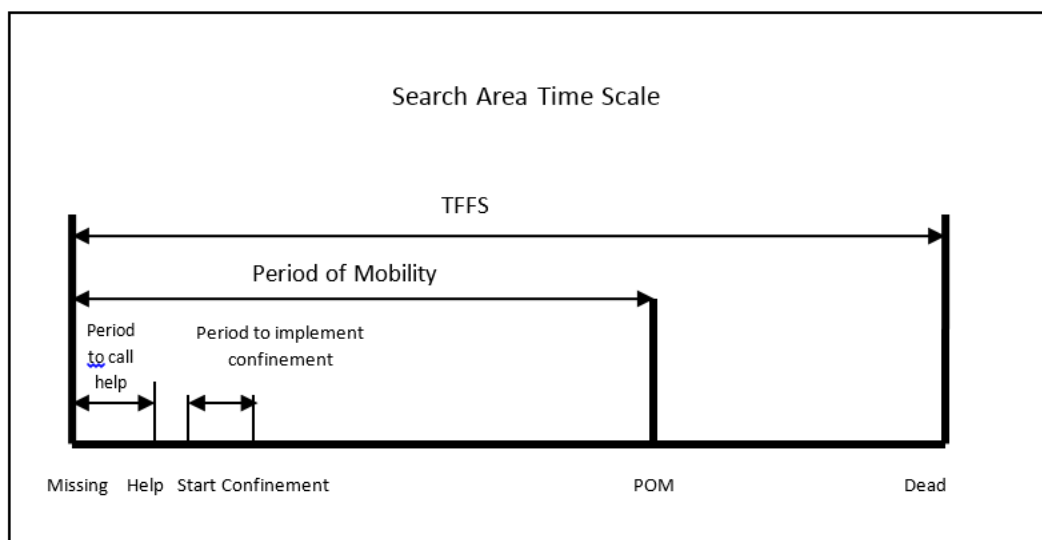 Search Area Time Scale
TFFS
Period of Mobility
Period
to call
help
Period to implement
confinement
Missing Help Start Confinement POM Dead